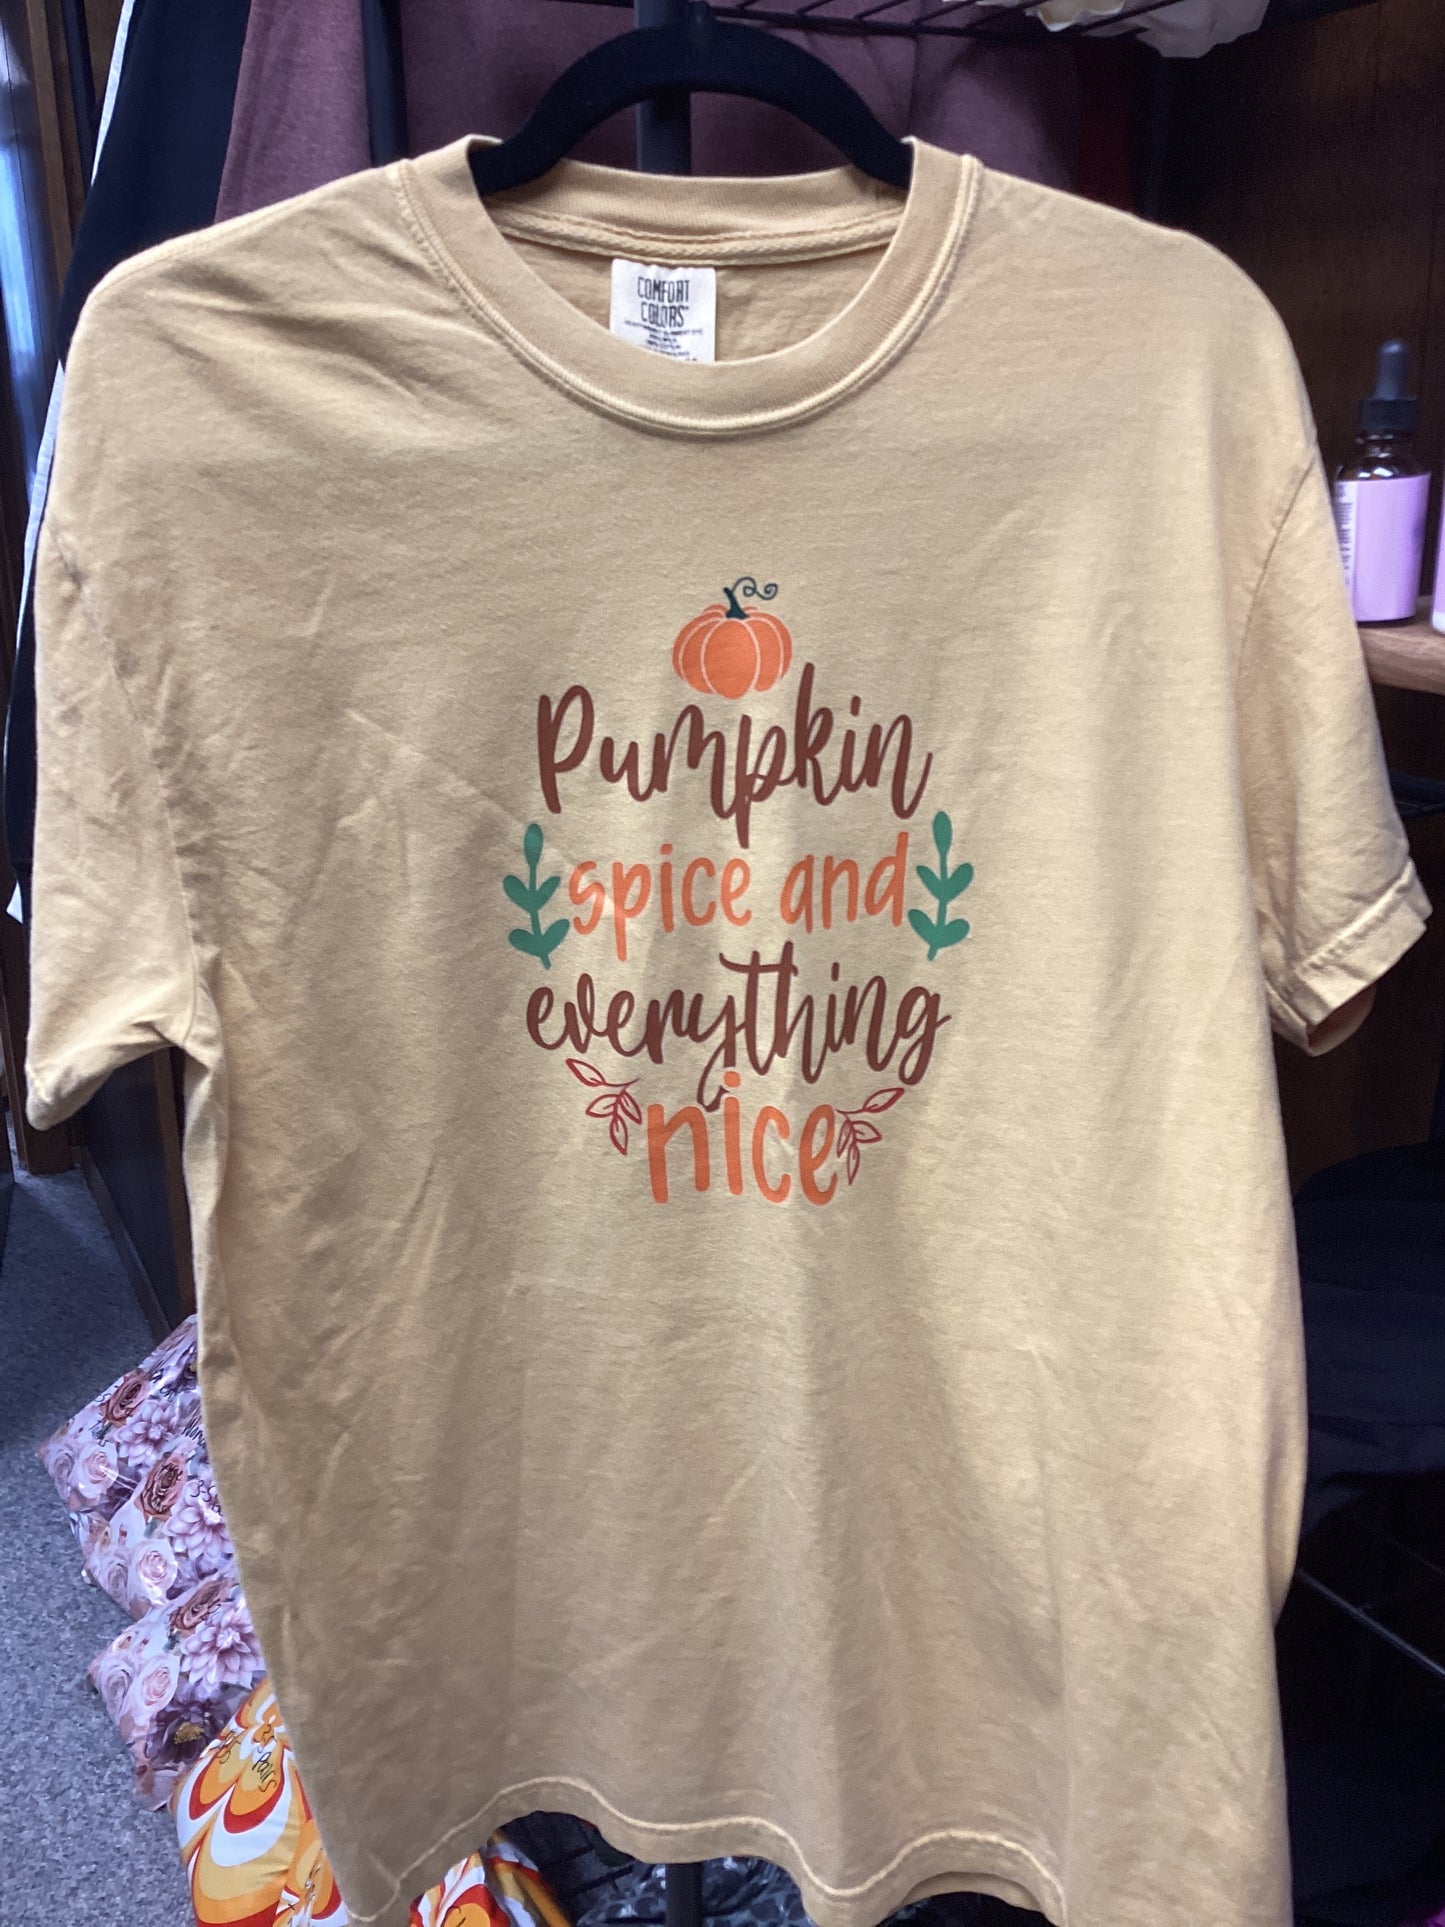 COMFORT
COLORS
Pumpkin
spice and
everything
nice